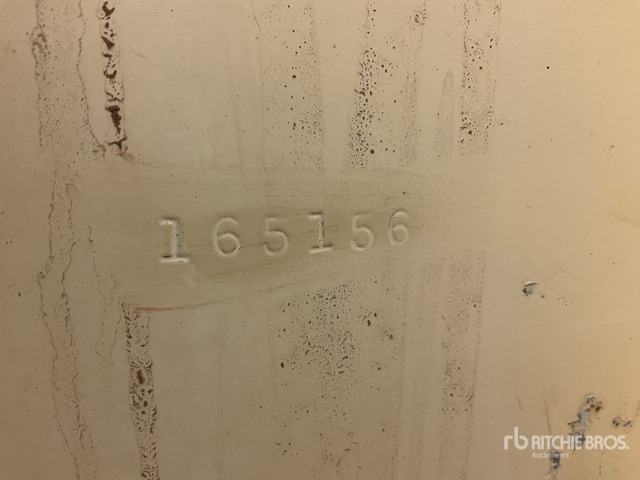 165156
rb RITCHIE BROS.
Auctioneers